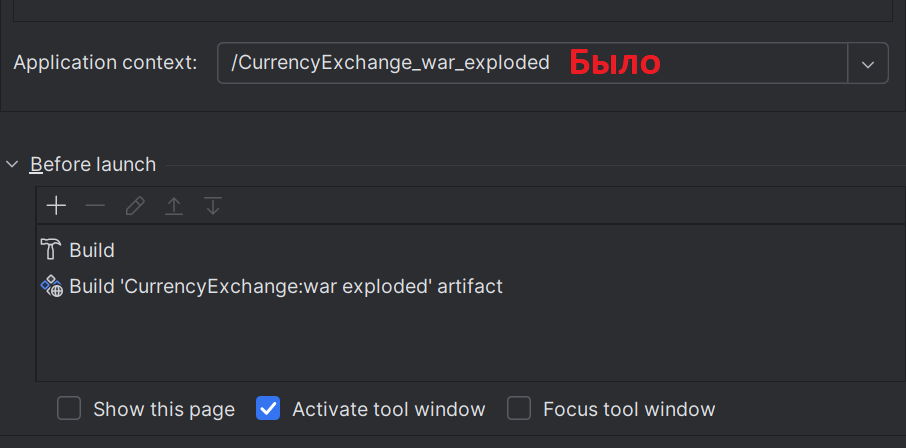 Application context: /CurrencyExchange_war_exploded Было
Before launch
Build
Build 'CurrencyExchange:war exploded' artifact
Show this page Activate tool window Focus tool window